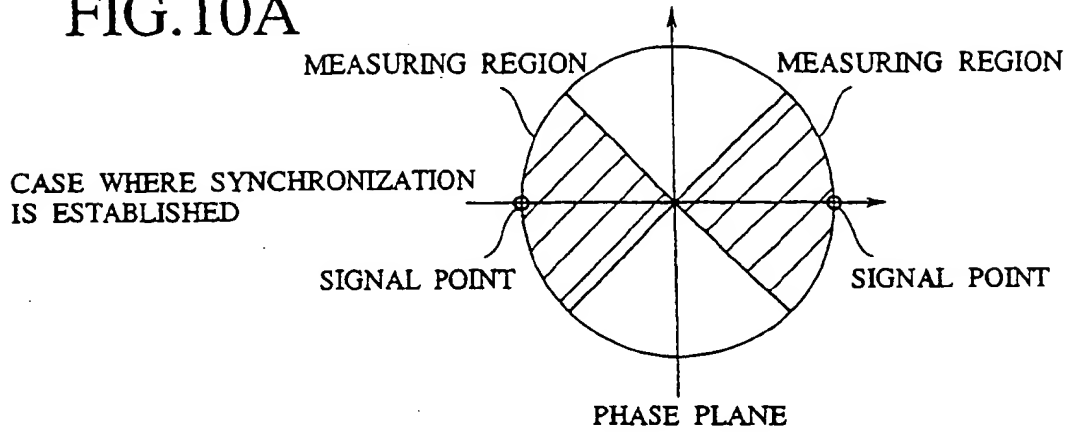 FIG.10A
MEASURING REGION
MEASURING REGION
CASE WHERE SYNCHRONIZATION
IS ESTABLISHED
SIGNAL POINT
SIGNAL POINT
PHASE PLANE